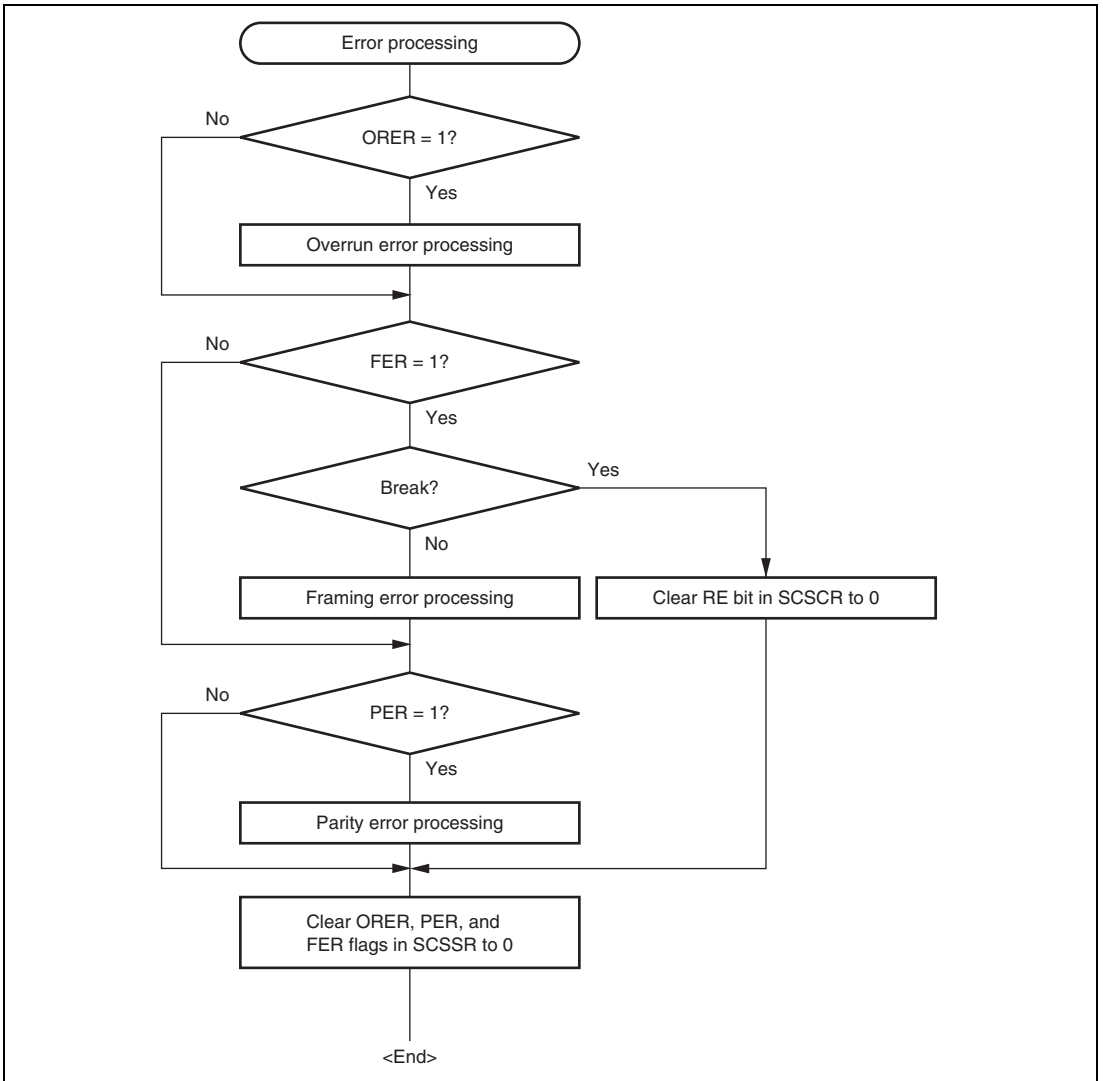 Error processing
No
ORER = 1?
Yes
Overrun error processing
No
FER = 1?
Yes
Break?
Yes
No
Framing error processing
Clear RE bit in SCSCR to 0
No
PER = 1?
Yes
Parity error processing
Clear ORER, PER, and
FER flags in SCSSR to 0
<End>